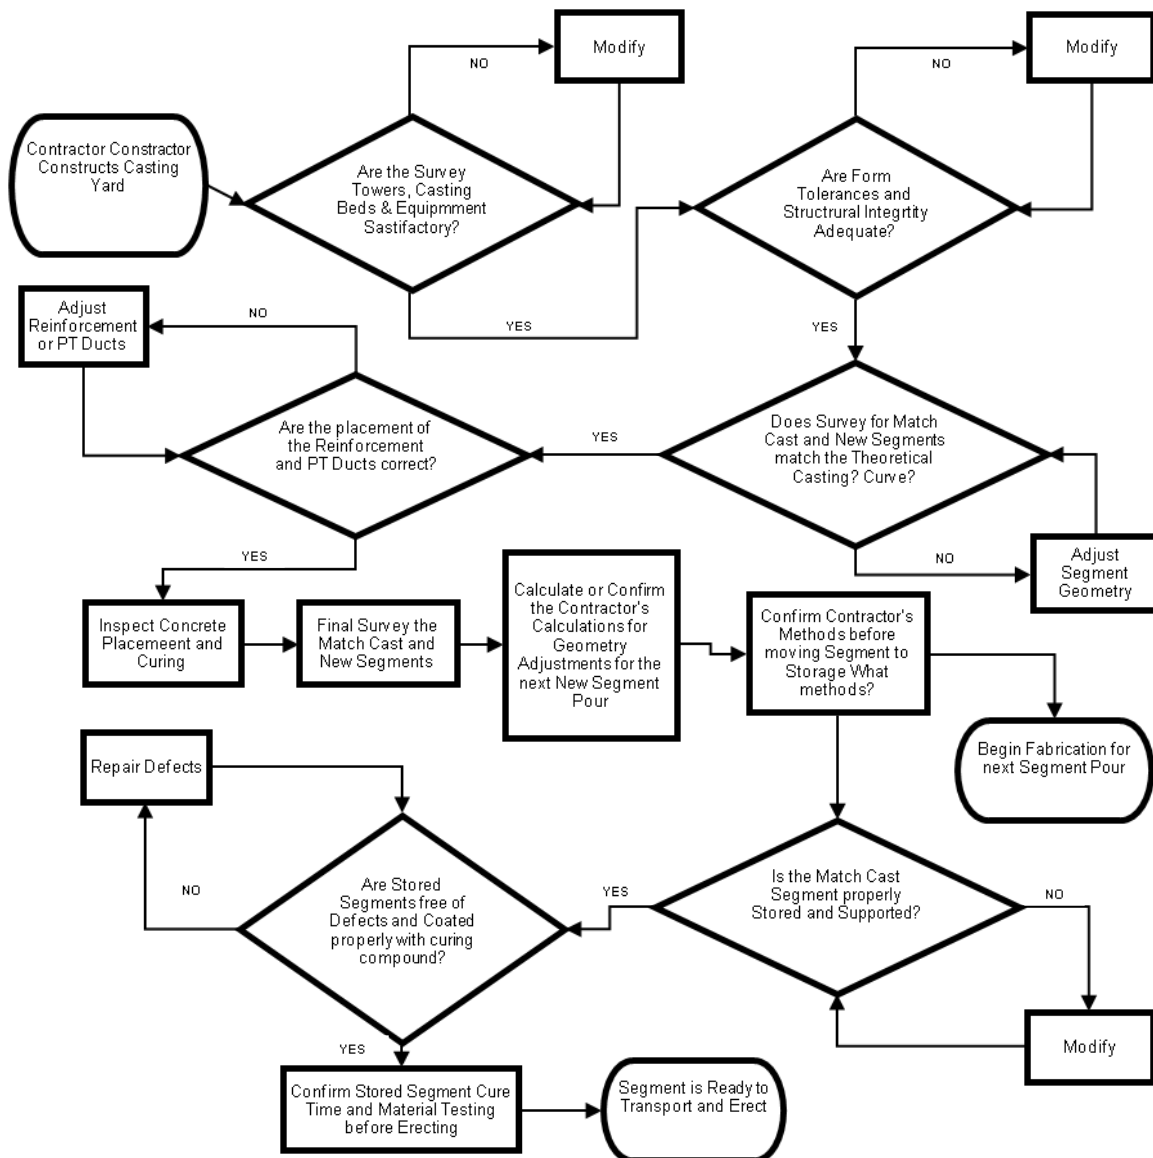 Modify
NO
Modify
NO
Contractor Constractor
Constructs Casting
Yard
Are the Survey
Towers, Casting
Beds & Equipmment
Sastifactory?
Are Form
Tolerances and
Structural Integrtity
Adequate?
YES
YES
Adjust
Reinforcement
or PT Ducts
NO
Are the placement of
the Reinforcement
and PT Ducts correct?
YES
Does Survey for Match
Cast and New Segments
match the Theoretical
Casting? Curve?
YES
NO
Adjust
Segment
Geometry
Inspect Concrete
Placemeent and
Curing
Final Survey the
Match Cast and
New Segments
Calculate or Confirm
the Contractor's
Calculations for
Geometry
Adjustments for the
next New Segment
Pour
Confirm Contractor's
Methods before
moving Segment to
Storage What
methods?
Begin Fabrication for
next Segment Pour
Repair Defects
NO
Are Stored
Segments free of
Defects and Coated
properly with curing
compound?
YES
Is the Match Cast
Segment properly
Stored and Supported?
NO
Modify
YES
Confirm Stored Segment Cure
Time and Material Testing
before Erecting
Segment is Ready to
Transport and Erect